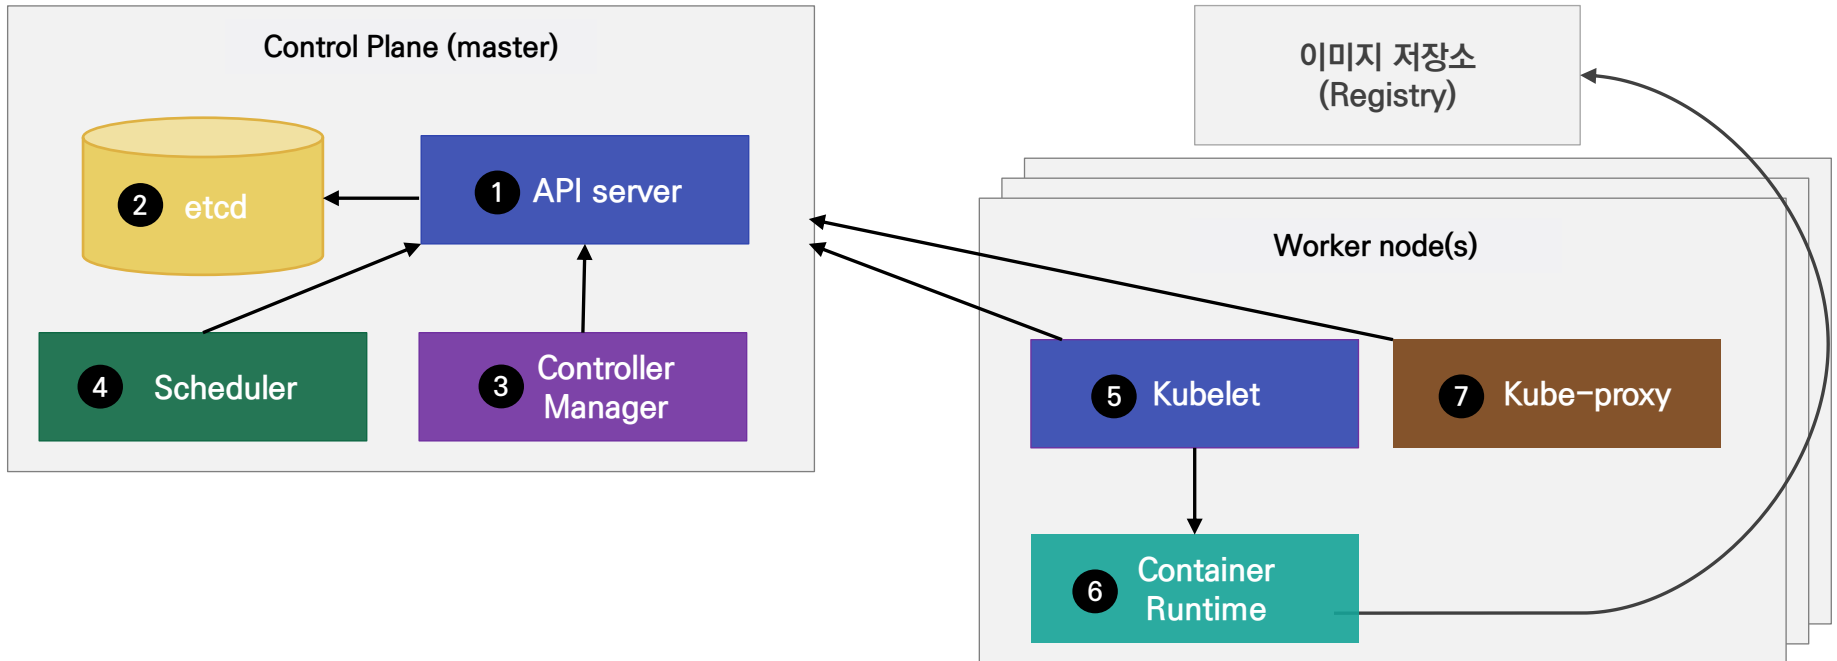 Control Plane (master)
이미지 저장소
(Registry)
2 etcd
1 API server
Worker node(s)
4 Scheduler
3 Controller
Manager
5 Kubelet
7 Kube-proxy
6 Container
Runtime